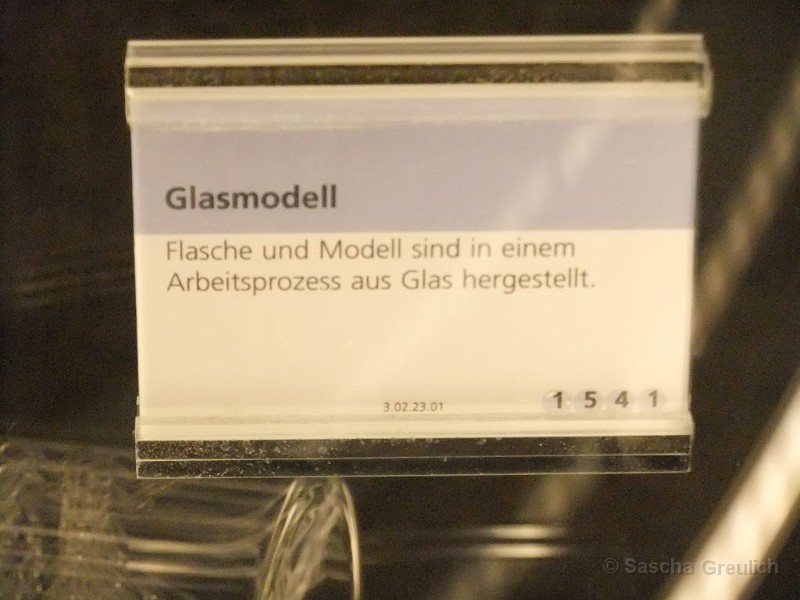 Glasmodell
Flasche und Modell sind in einem
Arbeitsprozess aus Glas hergestellt.
3.02.23.01
1 5 4 1
© Sascha Greulich